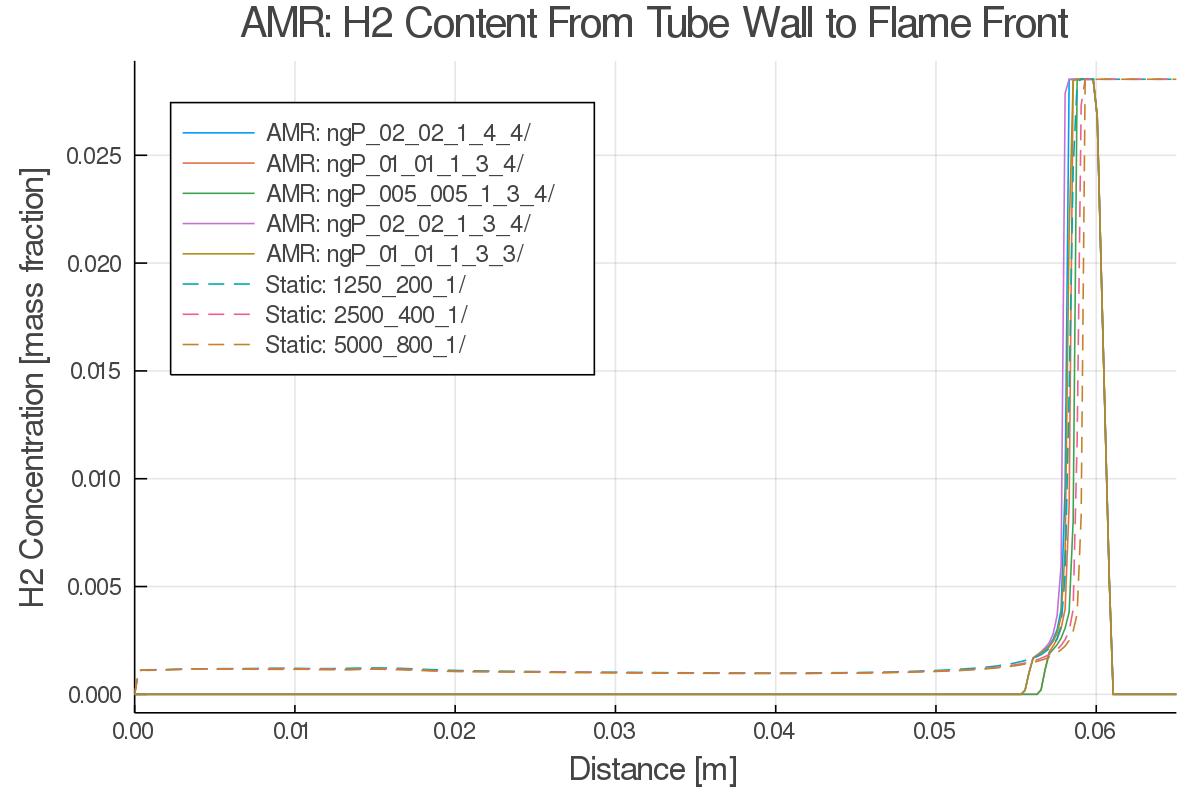 AMR: H2 Content From Tube Wall to Flame Front
AMR: ngP_02_02_1_4_4/
AMR: ngP_01_01_1_3_4/
AMR: ngP_005_005_1_3_4/
AMR: ngP_02_02_1_3_4/
AMR: ngP_01_01_1_3_3/
Static: 1250_200_1/
Static: 2500_400_1/
Static: 5000_800_1/
H2 Concentration [mass fraction]
0.025
0.020
0.015
0.010
0.005
0.000
0.00 0.01 0.02 0.03 0.04 0.05 0.06
Distance [m]